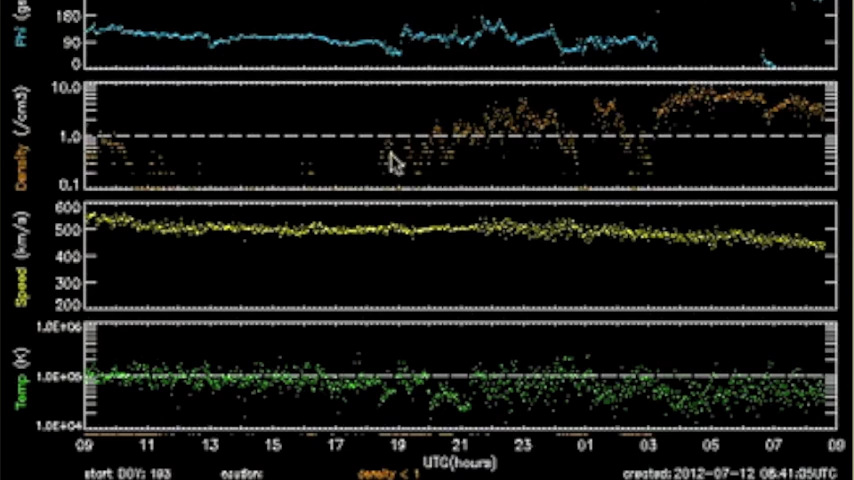 Phi (gs
180
90
0
Density (/cm3)
10.0
1.0
0.1
Speed (km/s)
600
500
400
300
200
Temp (K)
1.0E+06
1.0E+05
1.0E+04
09 11 13 15 17 19 21 23 01 03 05 07 09
UTC(hours)
start DOY: 193 caution: density < 1 created: 2012-07-12 08:41:05UTC